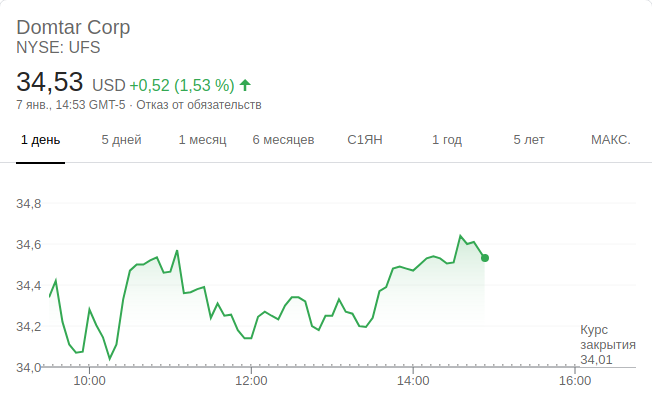 Domtar Corp
NYSE: UFS
34,53 USD +0,52 (1,53 %)
7 янв., 14:53 GMT-5 · Отказ от обязательств
1 день 5 дней 1 месяц 6 месяцев С1ЯН 1 год 5 лет МАКС.
34,8
34,6
34,4
34,2
34,0
Курс
закрытия
34,01
10:00 12:00 14:00 16:00